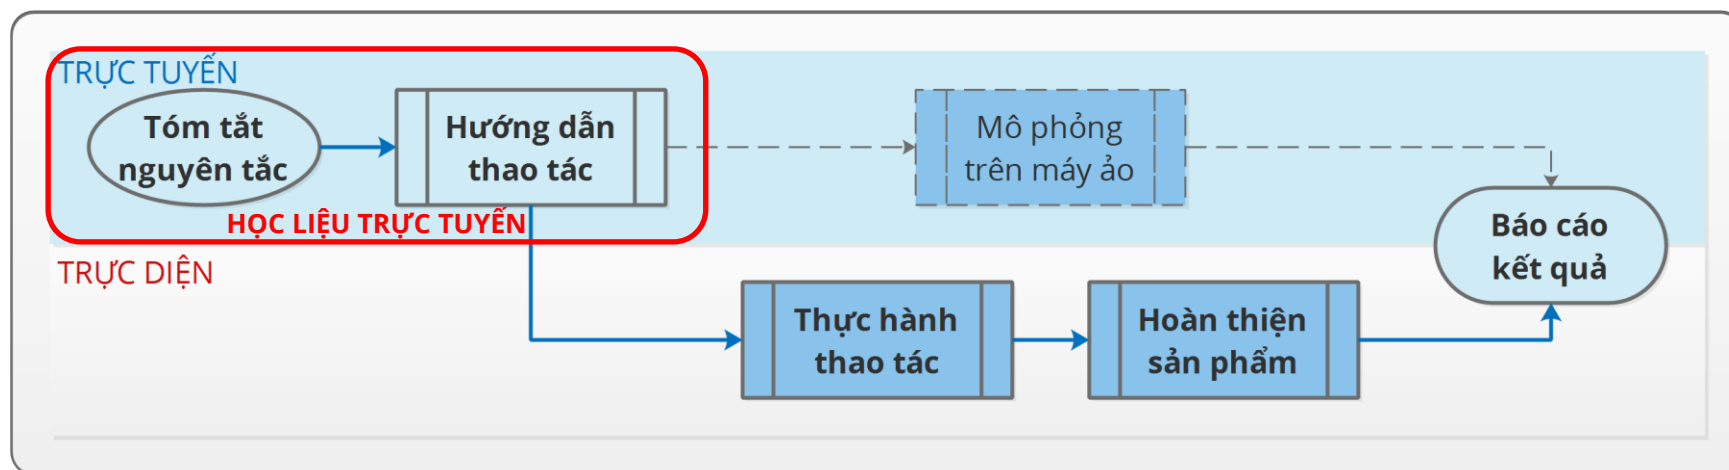 TRỰC TUYẾN
Tóm tắt
nguyên tắc
Hướng dẫn
thao tác
Mô phỏng
trên máy ảo
HỌC LIỆU TRỰC TUYẾN
Báo cáo
kết quả
TRỰC DIỆN
Thực hành
thao tác
Hoàn thiện
sản phẩm